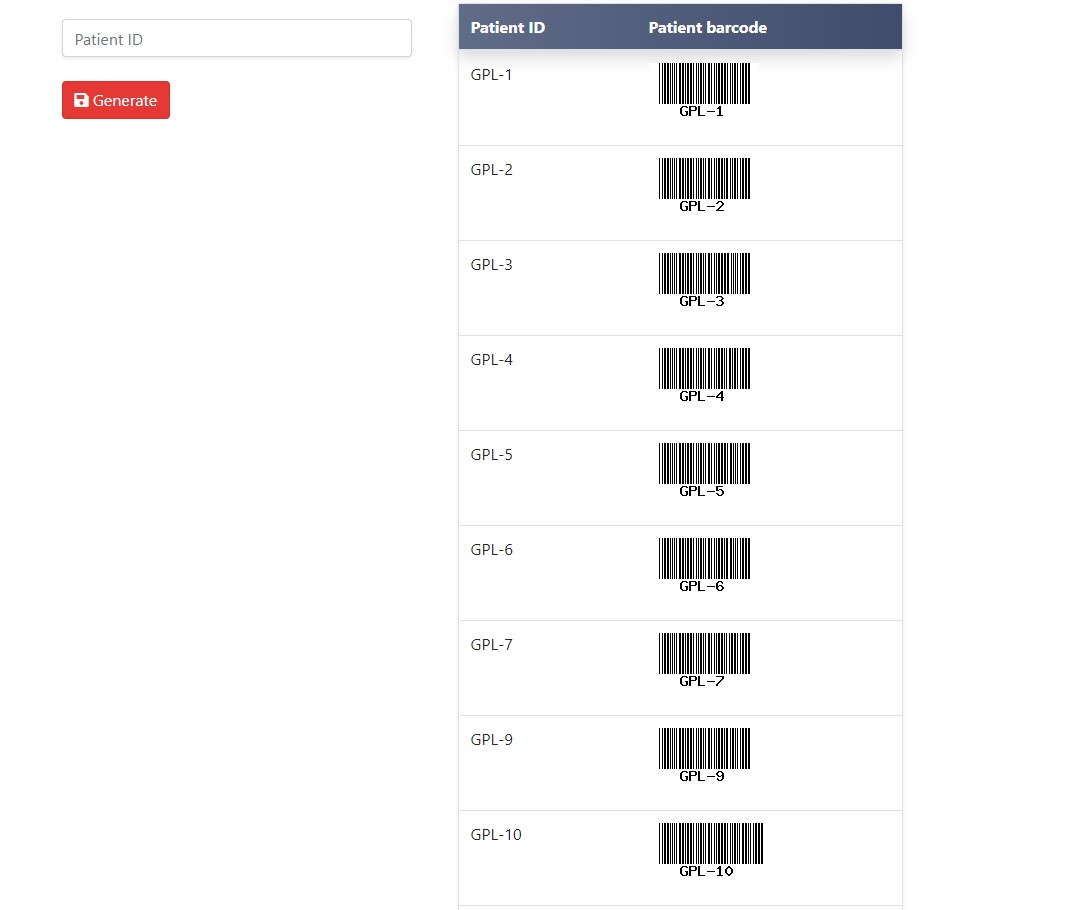 Patient ID
Generate
Patient ID Patient barcode
GPL-1
GPL-1
GPL-2
GPL-2
GPL-3
GPL-3
GPL-4
GPL-4
GPL-5
GPL-5
GPL-6
GPL-6
GPL-7
GPL-7
GPL-9
GPL-9
GPL-10
GPL-10